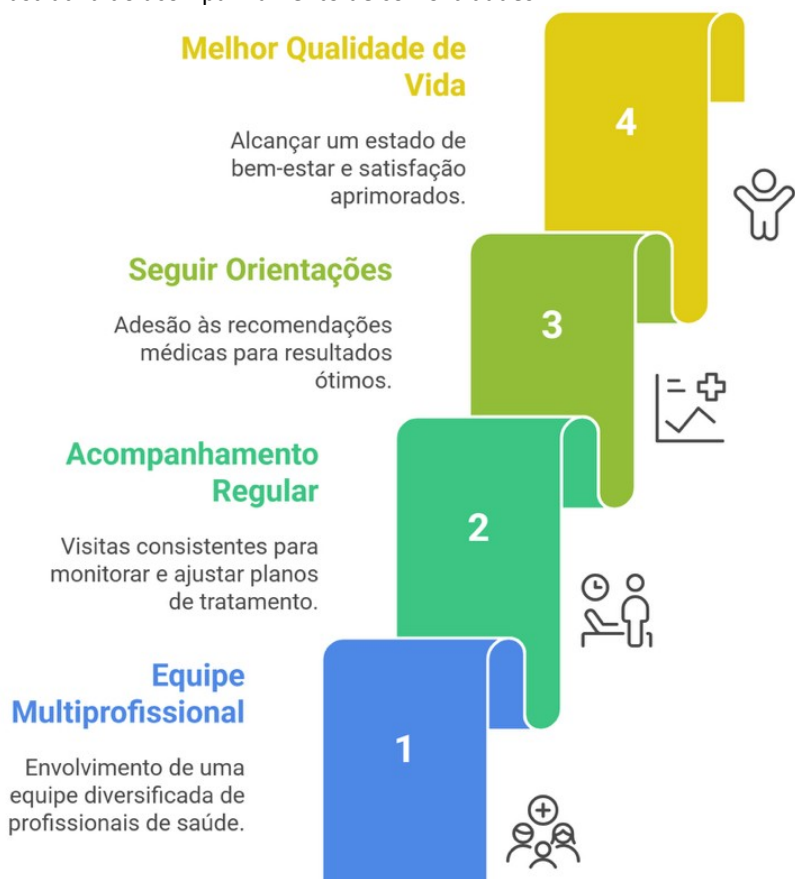 Melhor Qualidade de
Vida
4
Alcançar um estado de
bem-estar e satisfação
aprimorados.
Seguir Orientações
3
Adesão às recomendações
médicas para resultados
ótimos.
Acompanhamento
Regular
2
Visitas consistentes para
monitorar e ajustar planos
de tratamento.
Equipe
Multiprofissional
1
Envolvimento de uma
equipe diversificada de
profissionais de saúde.